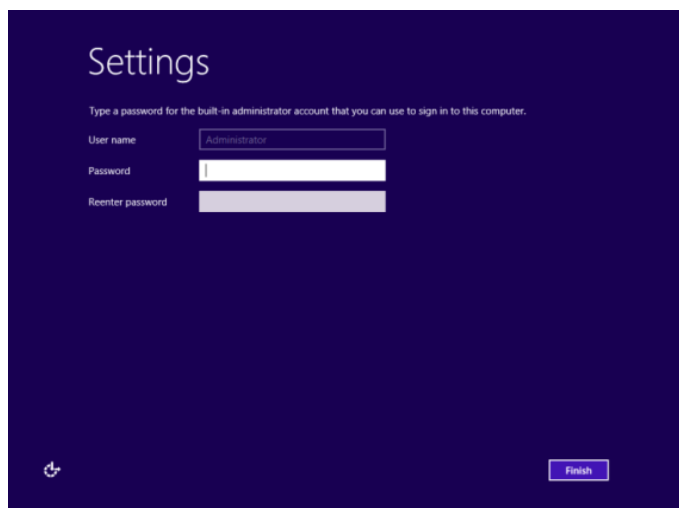 Settings
Type a password for the built-in administrator account that you can use to sign in to this computer.
User name
Administrator
Password
Reenter password
Finish